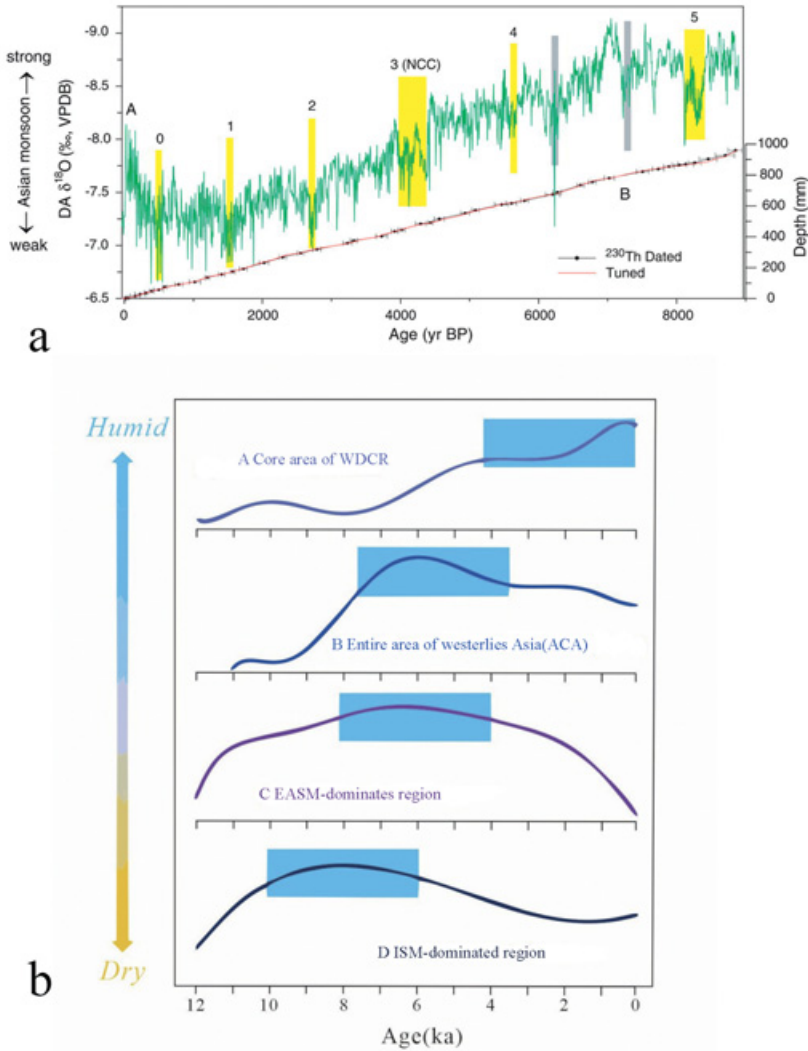 a
strong
Asian monsoon
weak
DA δ18O (‰, VPDB)
-9.0
-8.5
-8.0
-7.5
-7.0
-6.5
A
0
1
2
3 (NCC)
4
5
B
230Th Dated
Tuned
1000
800
600
400
200
0
Depth (mm)
0
2000
4000
6000
8000
Age (yr BP)
b
Humid
Dry
A Core area of WDCR
B Entire area of westerlies Asia(ACA)
C EASM-dominates region
D ISM-dominated region
12
10
8
6
4
2
0
Age(ka)